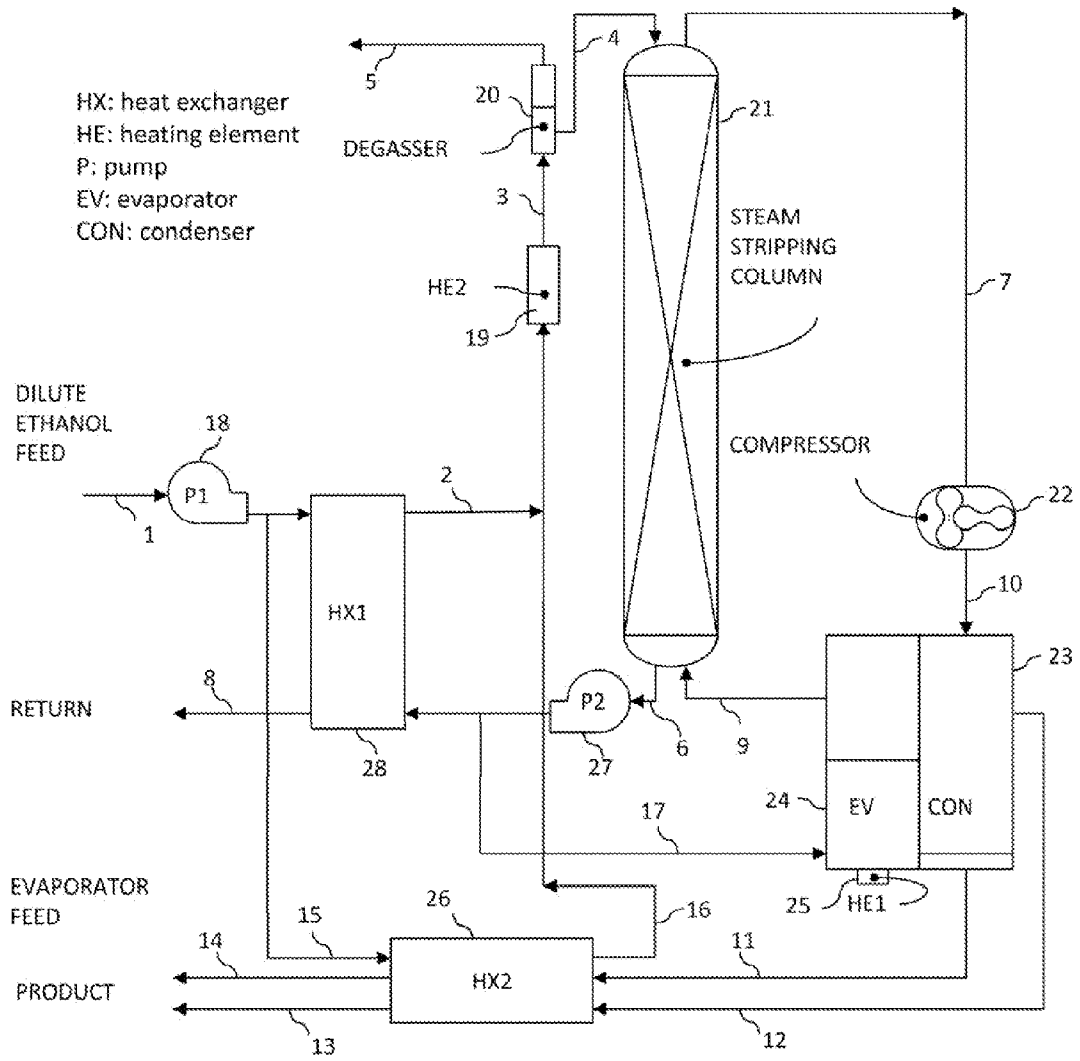 4
5
20
DEGASSER
HX: heat exchanger
HE: heating element
P: pump
EV: evaporator
CON: condenser
21
3
STEAM
STRIPPING
COLUMN
7
HE2
19
DILUTE
ETHANOL
FEED
18
P1
1
2
COMPRESSOR
22
10
HX1
23
8
RETURN
28
P2
27
6
9
24
EV
CON
17
25
HE1
EVAPORATOR
FEED
15
26
16
14
11
HX2
PRODUCT
13
12